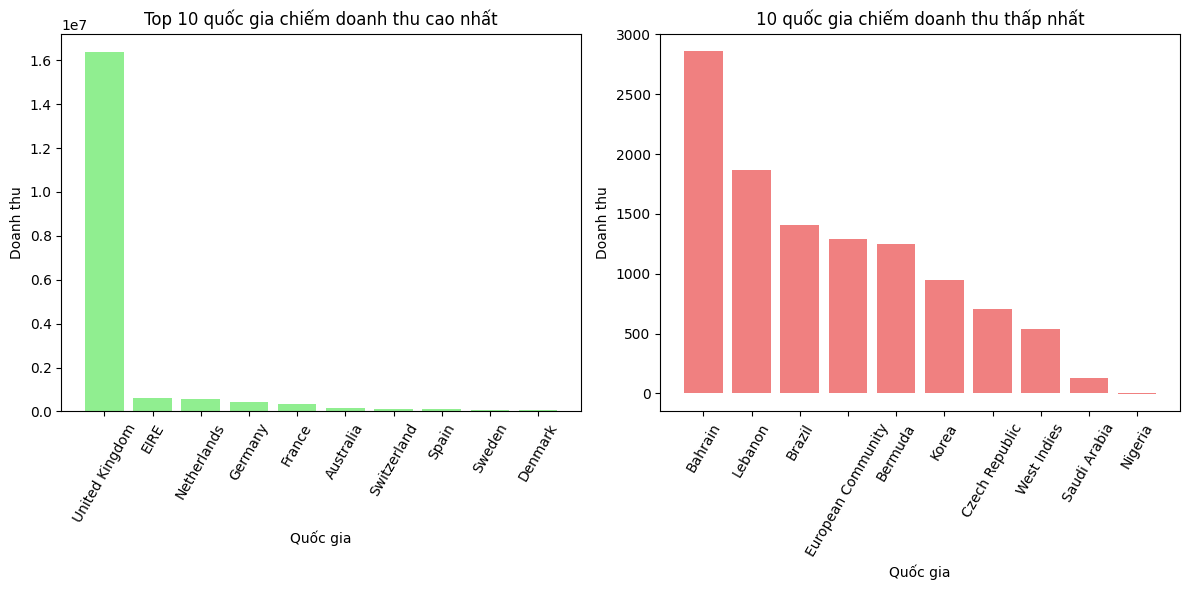 Top 10 quốc gia chiếm doanh thu cao nhất
1e7
1.6
1.4
1.2
1.0
0.8
0.6
0.4
0.2
0.0
Doanh thu
United Kingdom
EIRE
Netherlands
Germany
France
Australia
Switzerland
Spain
Sweden
Denmark
Quốc gia
10 quốc gia chiếm doanh thu thấp nhất
3000
2500
2000
1500
1000
500
0
Doanh thu
Bahrain
Lebanon
Brazil
European Community
Bermuda
Korea
Czech Republic
West Indies
Saudi Arabia
Nigeria
Quốc gia